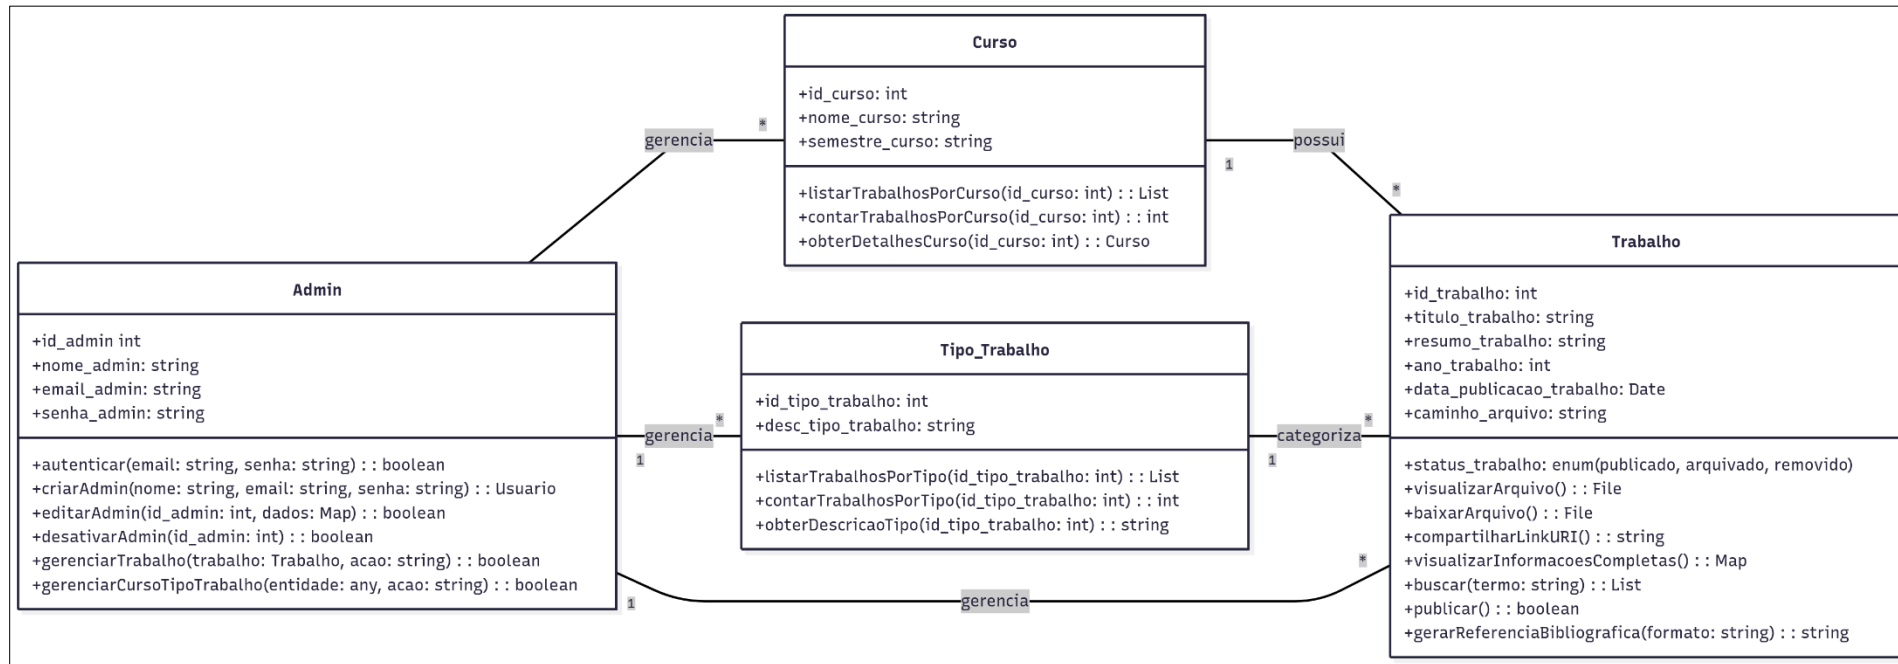 Curso
+id_curso: int
+nome_curso: string
+semestre_curso: string
+listarTrabalhosPorCurso(id_curso: int) : : List
+contarTrabalhosPorCurso(id_curso: int) : : int
+obterDetalhesCurso(id_curso: int) : : Curso
gerencia
*
possui
1
*
Admin
+id_admin int
+nome_admin: string
+email_admin: string
+senha_admin: string
+autenticar(email: string, senha: string) : : boolean
+criarAdmin(nome: string, email: string, senha: string) : : Usuario
+editarAdmin(id_admin: int, dados: Map) : : boolean
+desativarAdmin(id_admin: int) : : boolean
+gerenciarTrabalho(trabalho: Trabalho, acao: string) : : boolean
+gerenciarCursoTipoTrabalho(entidade: any, acao: string) : : boolean
gerencia
1
*
Tipo_Trabalho
+id_tipo_trabalho: int
+desc_tipo_trabalho: string
+listarTrabalhosPorTipo(id_tipo_trabalho: int) : : List
+contarTrabalhosPorTipo(id_tipo_trabalho: int) : : int
+obterDescricaoTipo(id_tipo_trabalho: int) : : string
categoriza
1
*
Trabalho
+id_trabalho: int
+titulo_trabalho: string
+resumo_trabalho: string
+ano_trabalho: int
+data_publicacao_trabalho: Date
+caminho_arquivo: string
+status_trabalho: enum(publicado, arquivado, removido)
+visualizarArquivo() : : File
+baixarArquivo() : : File
+compartilharLinkURI() : : string
+visualizarInformacoesCompletas() : : Map
+buscar(termo: string) : : List
+publicar() : : boolean
+gerarReferenciaBibliografica(formato: string) : : string
1
gerencia
*